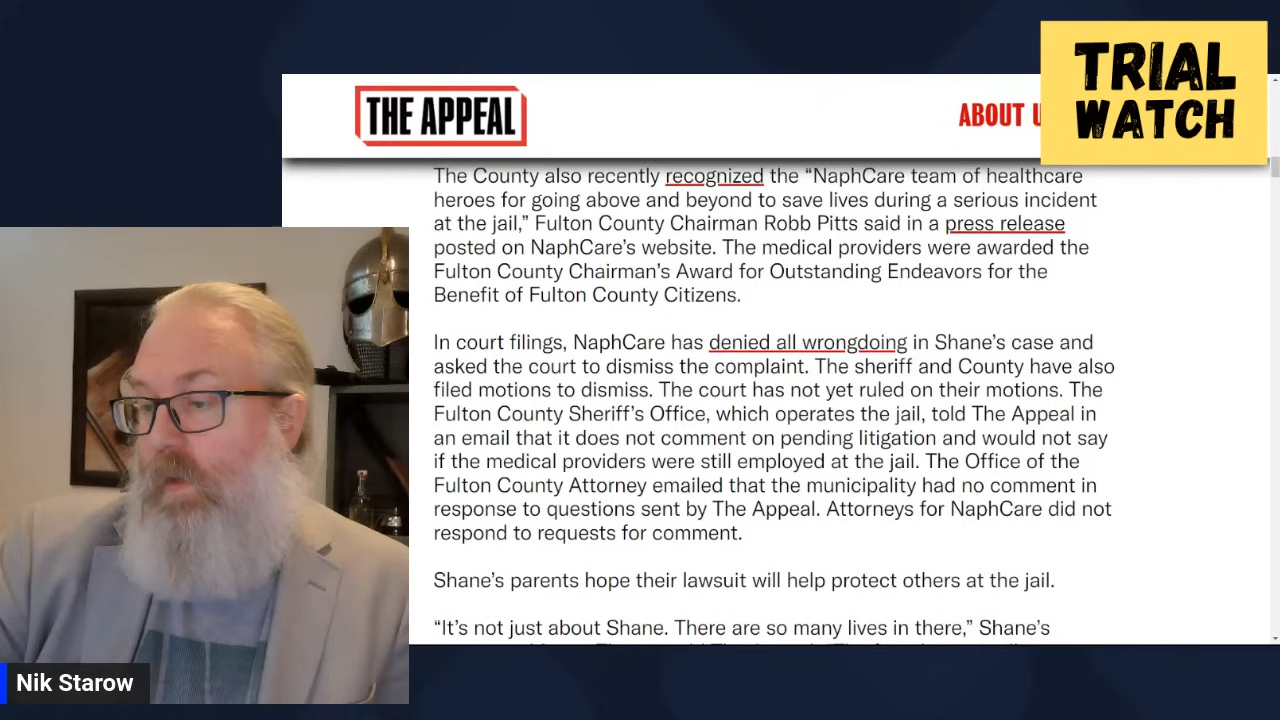 TRIAL
WATCH
THE APPEAL
ABOUT
The County also recently recognized the “NaphCare team of healthcare
heroes for going above and beyond to save lives during a serious incident
at the jail,” Fulton County Chairman Robb Pitts said in a press release
posted on NaphCare’s website. The medical providers were awarded the
Fulton County Chairman’s Award for Outstanding Endeavors for the
Benefit of Fulton County Citizens.
In court filings, NaphCare has denied all wrongdoing in Shane’s case and
asked the court to dismiss the complaint. The sheriff and County have also
filed motions to dismiss. The court has not yet ruled on their motions. The
Fulton County Sheriff’s Office, which operates the jail, told The Appeal in
an email that it does not comment on pending litigation and would not say
if the medical providers were still employed at the jail. The Office of the
Fulton County Attorney emailed that the municipality had no comment in
response to questions sent by The Appeal. Attorneys for NaphCare did not
respond to requests for comment.
Shane’s parents hope their lawsuit will help protect others at the jail.
“It’s not just about Shane. There are so many lives in there,” Shane’s
Nik Starow